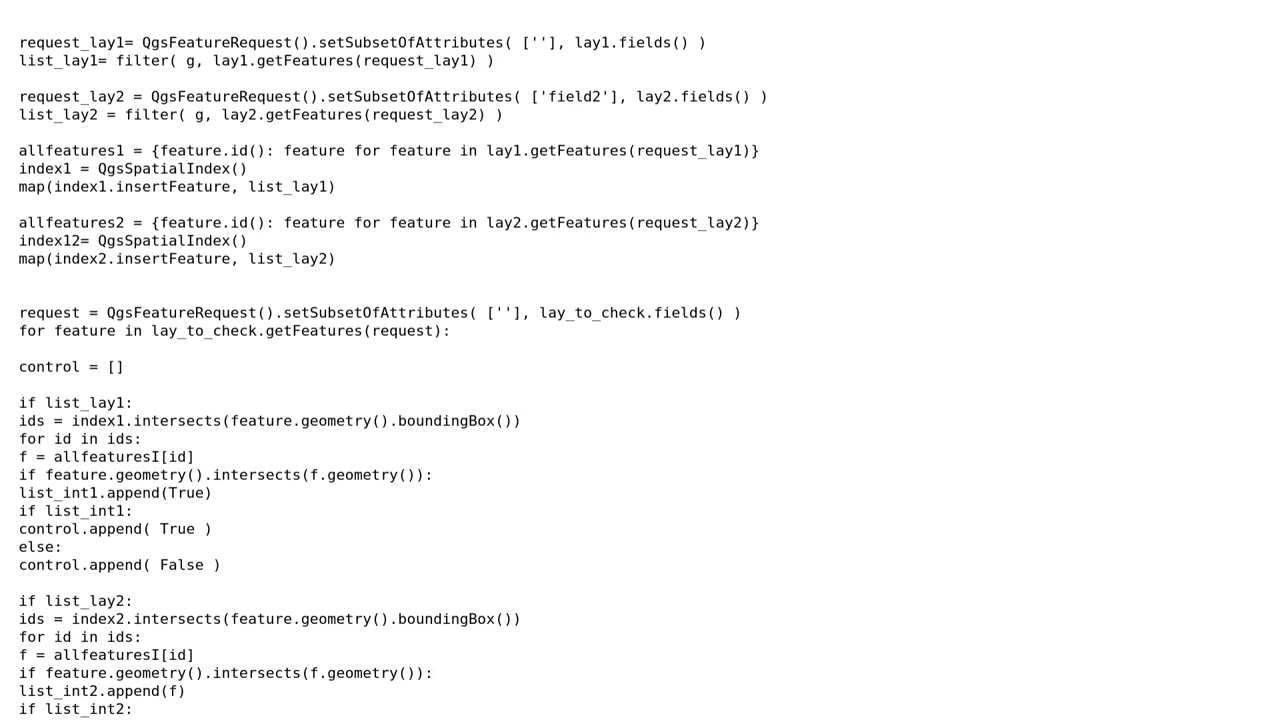 request_lay1= QgsFeatureRequest().setSubsetOfAttributes( [''], lay1.fields() )
list_lay1= filter( g, lay1.getFeatures(request_lay1) )
request_lay2 = QgsFeatureRequest().setSubsetOfAttributes( ['field2'], lay2.fields() )
list_lay2 = filter( g, lay2.getFeatures(request_lay2) )
allfeatures1 = {feature.id(): feature for feature in lay1.getFeatures(request_lay1)}
index1 = QgsSpatialIndex()
map(index1.insertFeature, list_lay1)
allfeatures2 = {feature.id(): feature for feature in lay2.getFeatures(request_lay2)}
index12= QgsSpatialIndex()
map(index2.insertFeature, list_lay2)
request = QgsFeatureRequest().setSubsetOfAttributes( [''], lay_to_check.fields() )
for feature in lay_to_check.getFeatures(request):
control = []
if list_lay1:
ids = index1.intersects(feature.geometry().boundingBox())
for id in ids:
f = allfeaturesI[id]
if feature.geometry().intersects(f.geometry()):
list_int1.append(True)
if list_int1:
control.append( True )
else:
control.append( False )
if list_lay2:
ids = index2.intersects(feature.geometry().boundingBox())
for id in ids:
f = allfeaturesI[id]
if feature.geometry().intersects(f.geometry()):
list_int2.append(f)
if list_int2: